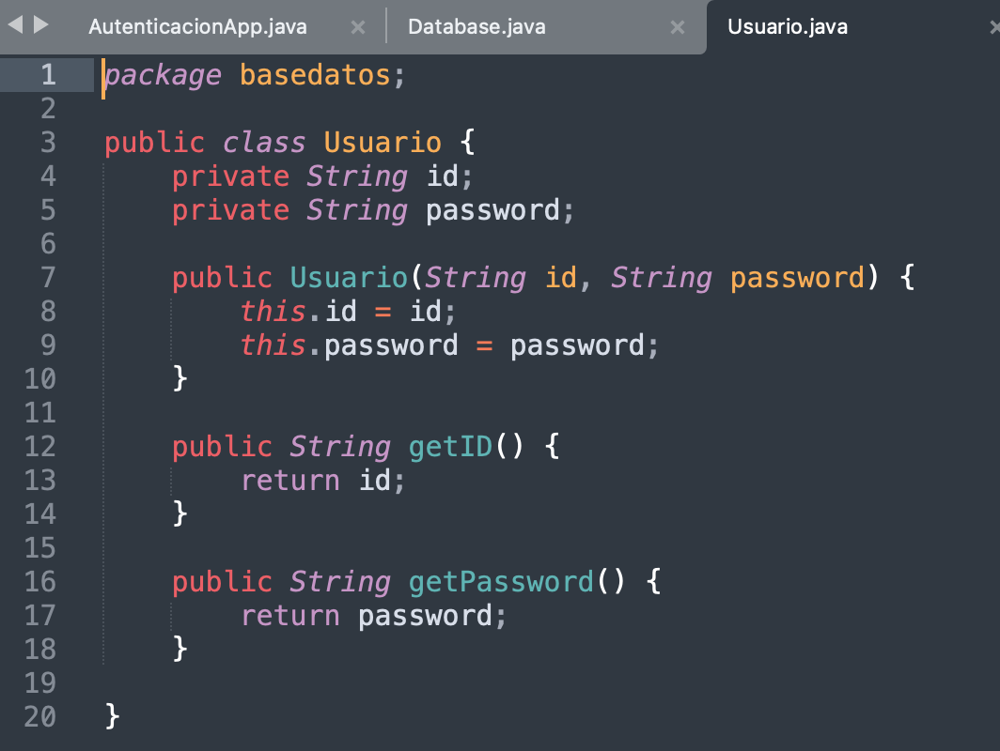 AutenticacionApp.java × Database.java × Usuario.java ×
1 package basedatos;
2
3 public class Usuario {
4     private String id;
5     private String password;
6
7     public Usuario(String id, String password) {
8         this.id = id;
9         this.password = password;
10     }
11
12     public String getID() {
13         return id;
14     }
15
16     public String getPassword() {
17         return password;
18     }
19
20 }